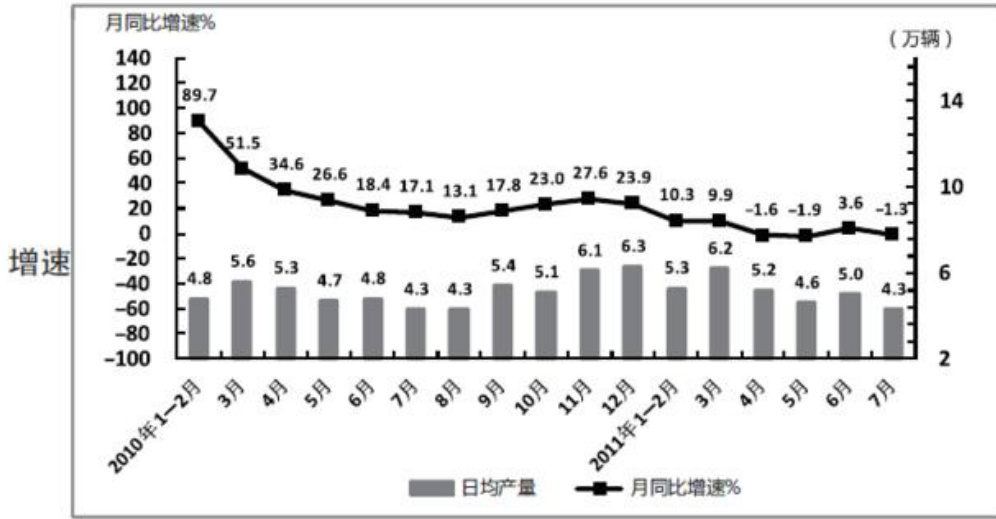 月同比增速%
（万辆）
140
120
100
80
60
40
20
0
−20
−40
−60
−80
−100
增速
14
10
6
2
89.7
51.5
34.6
26.6
18.4
17.1
13.1
17.8
23.0
27.6
23.9
10.3
9.9
−1.6
−1.9
3.6
−1.3
4.8
5.6
5.3
4.7
4.8
4.3
4.3
5.4
5.1
6.1
6.3
5.3
6.2
5.2
4.6
5.0
4.3
2010年1—2月
3月
4月
5月
6月
7月
8月
9月
10月
11月
12月
2011年1—2月
3月
4月
5月
6月
7月
日均产量
月同比增速%